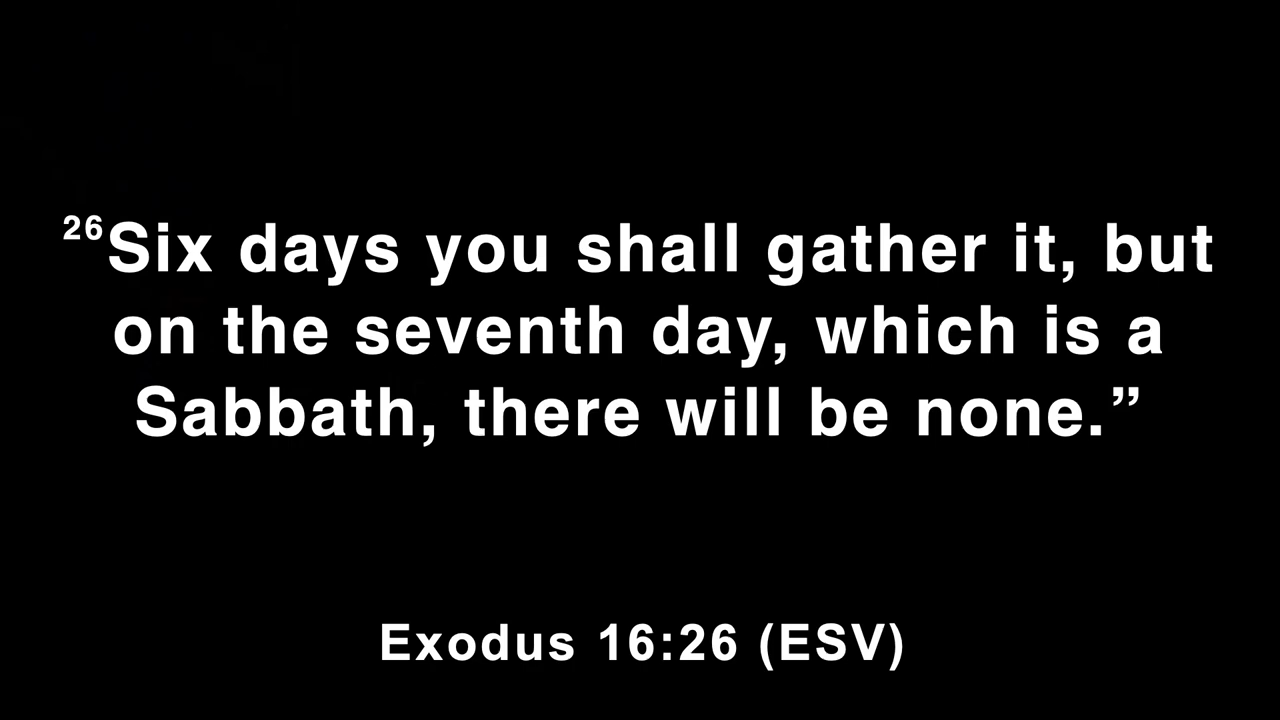 26Six days you shall gather it, but
on the seventh day, which is a
Sabbath, there will be none.”
Exodus 16:26 (ESV)